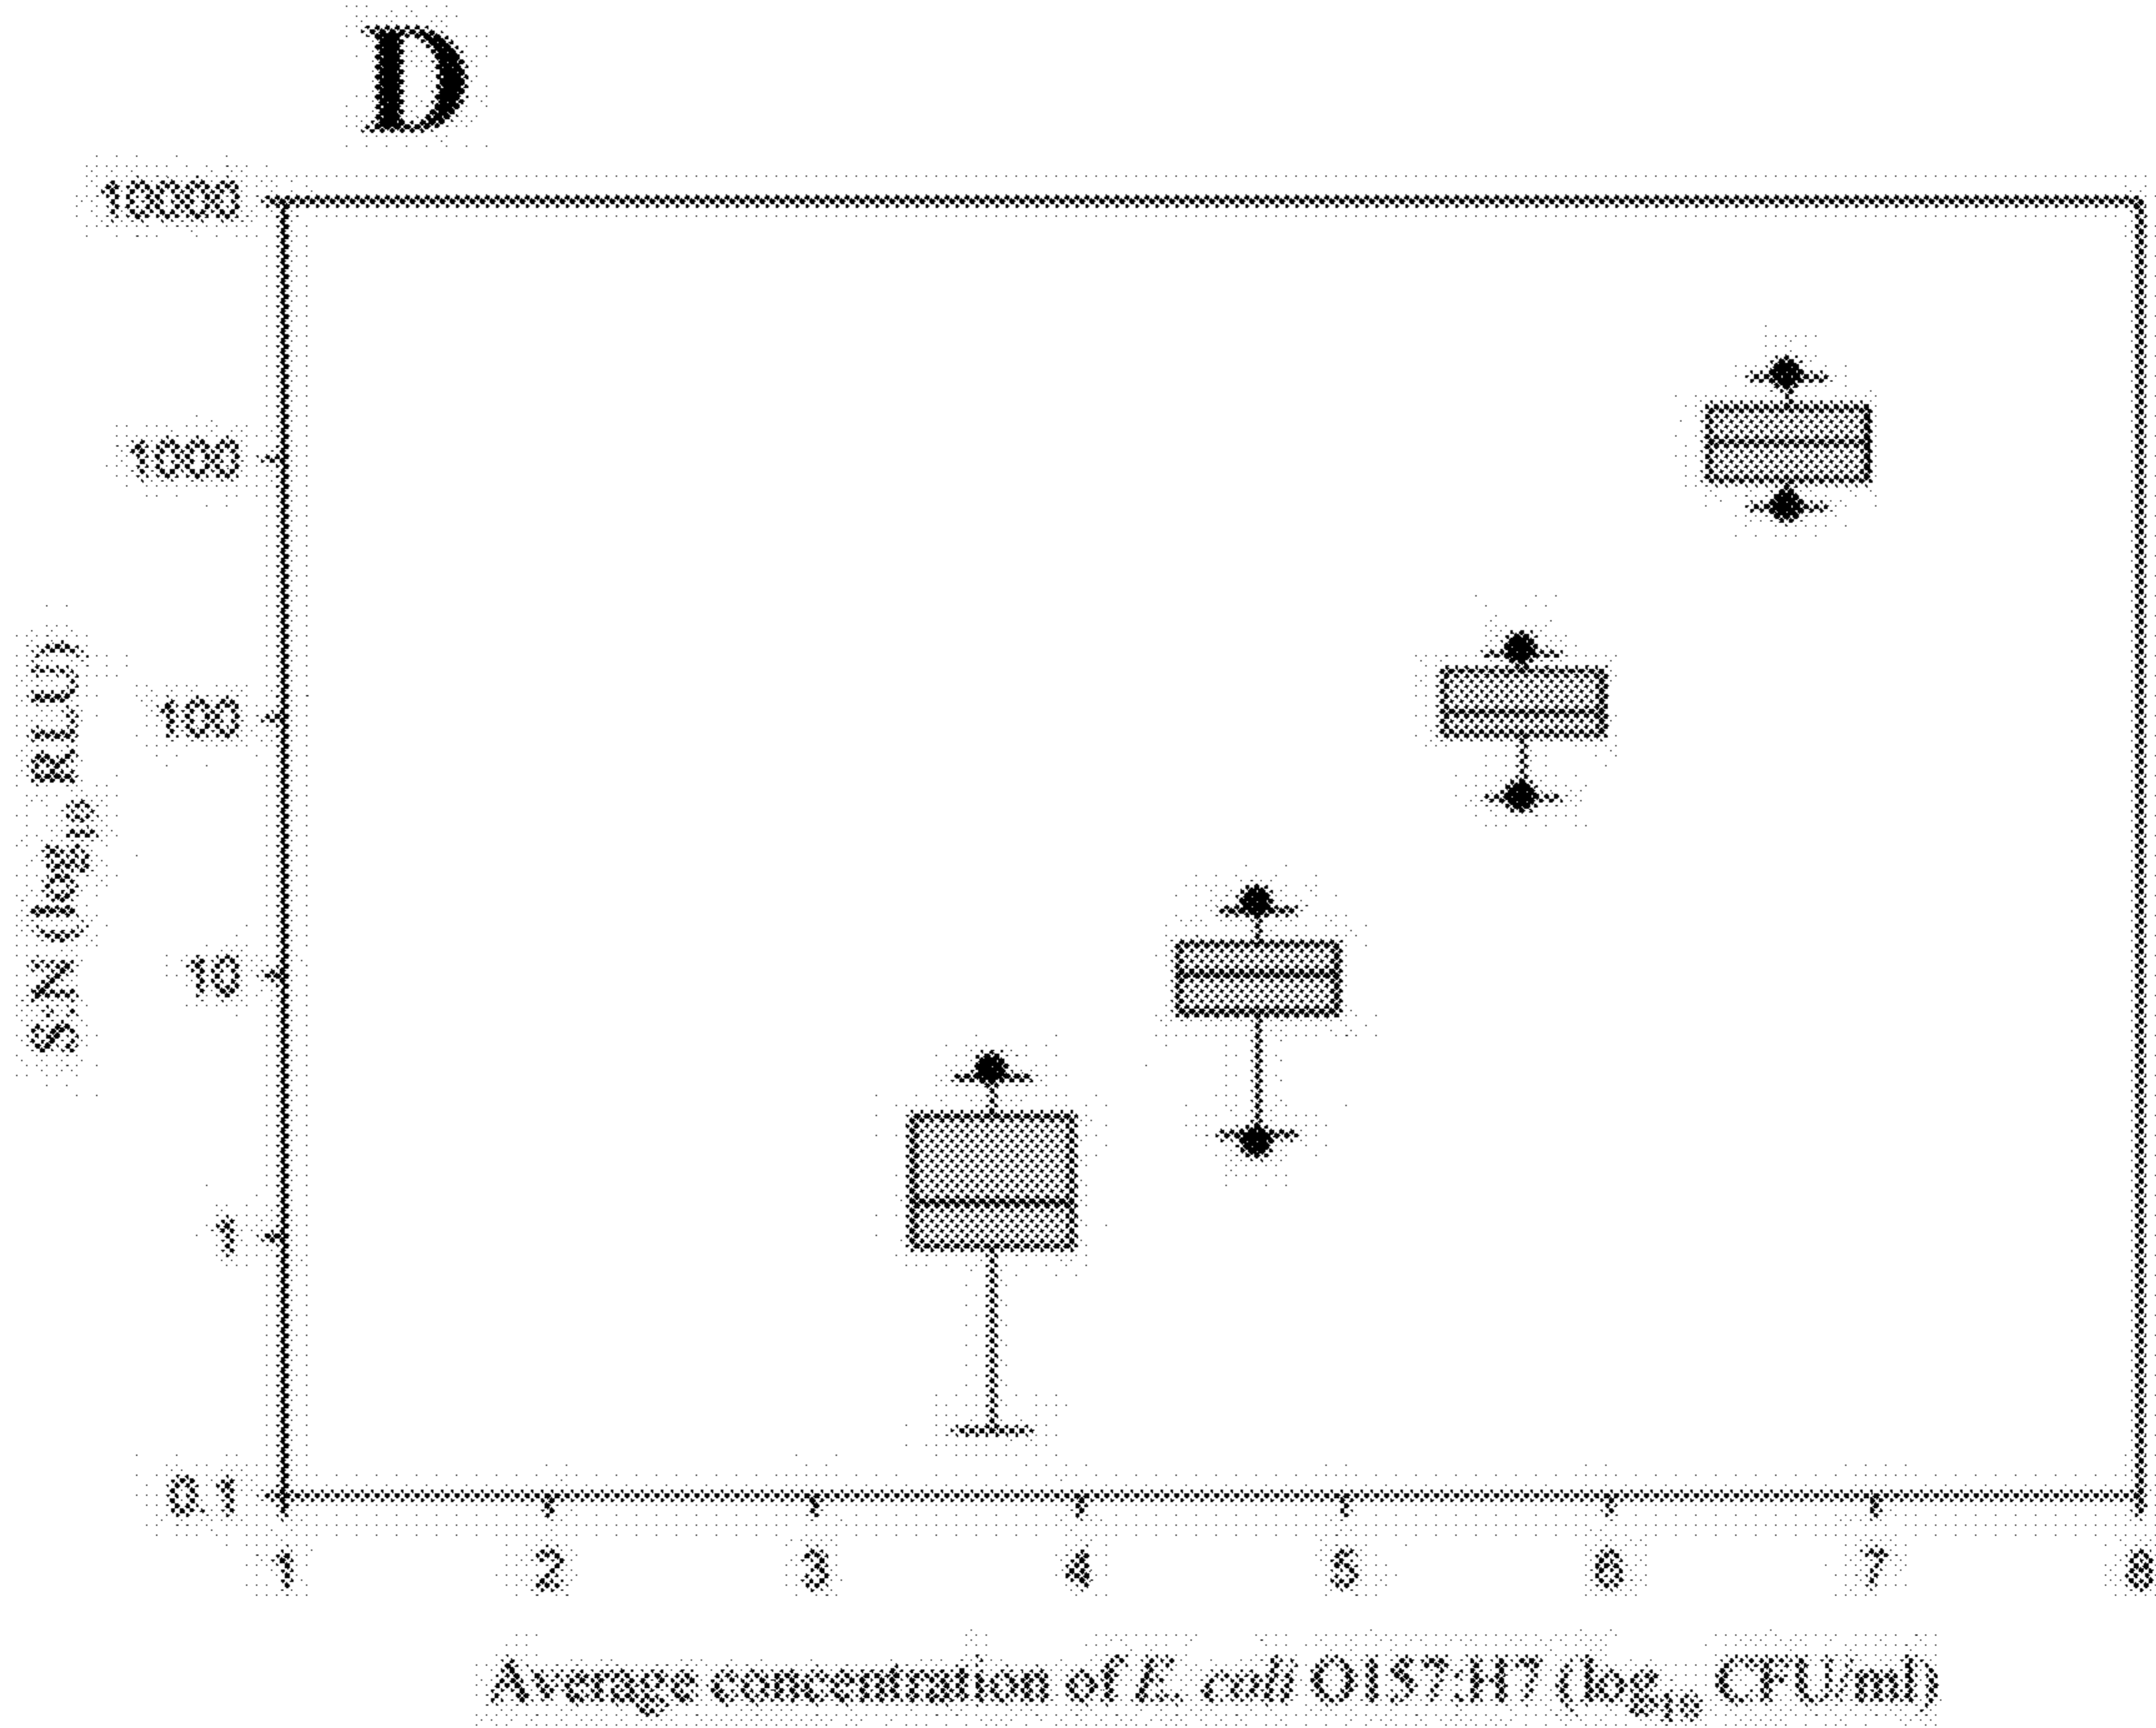 D
10000
1000
100
10
1
0.1
S:N (log10 RLU)
1 2 3 4 5 6 7 8
Average concentration of E. coli O157:H7 (log10 CFU/ml)